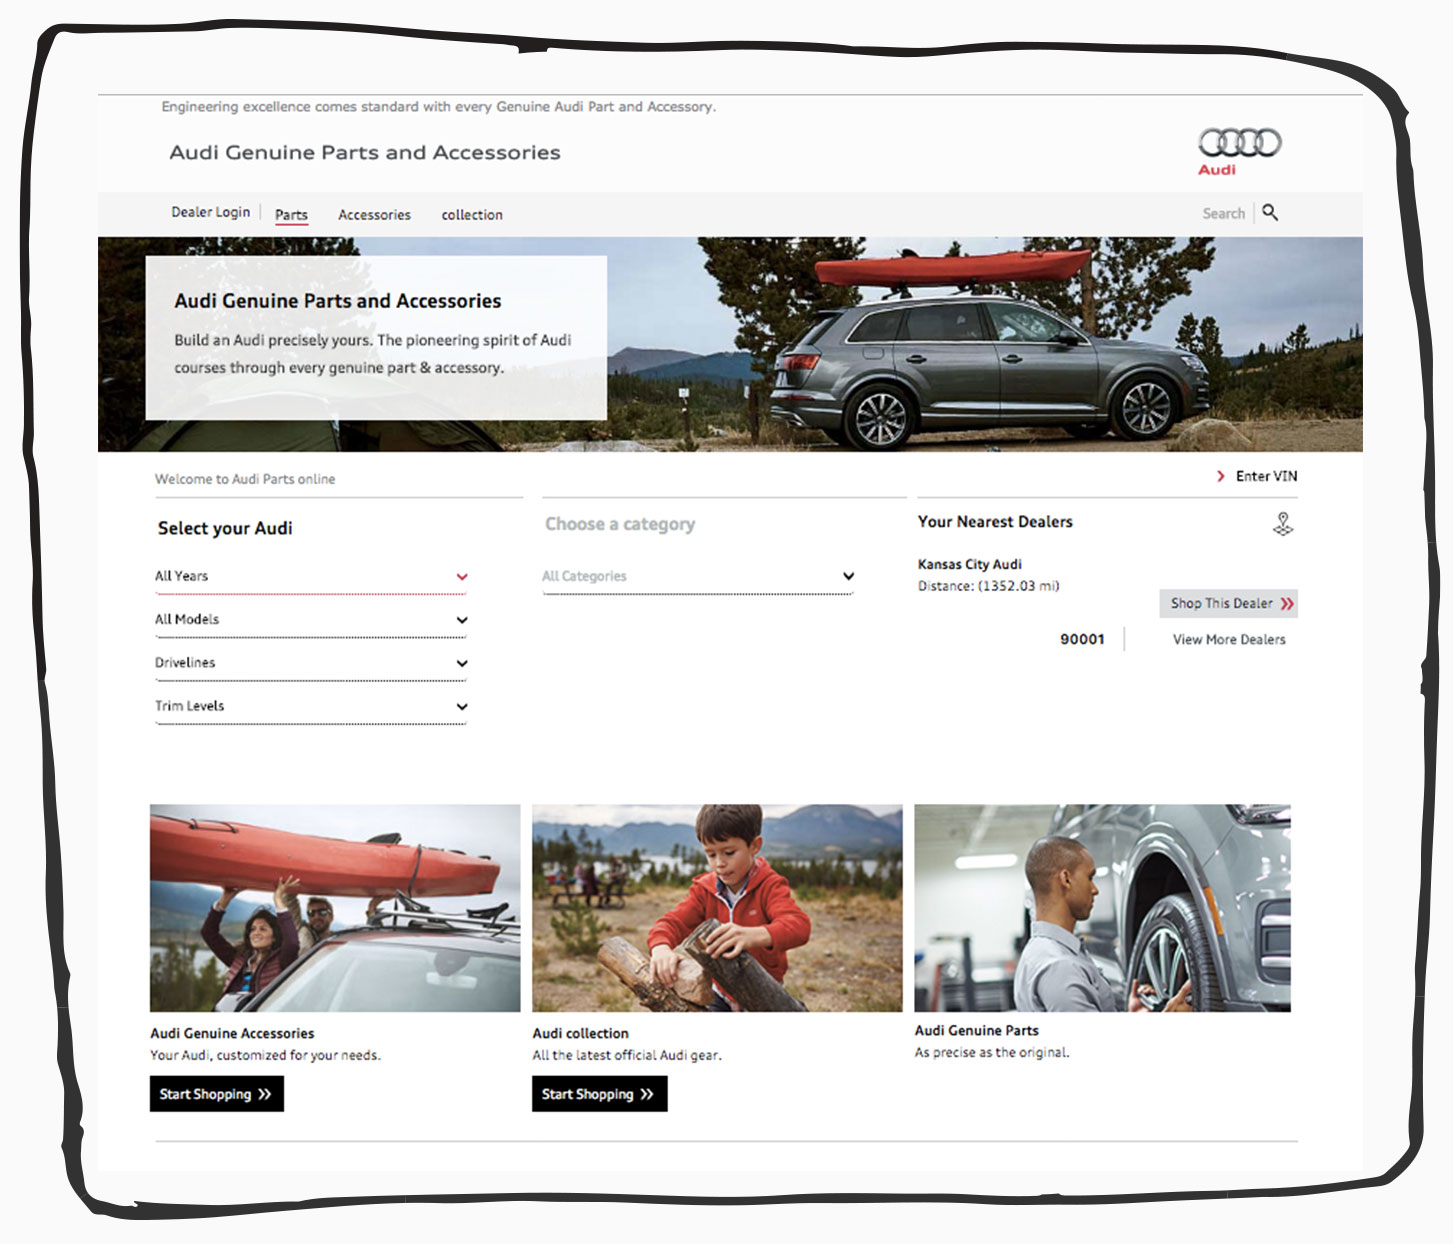 Engineering excellence comes standard with every Genuine Audi Part and Accessory.
Audi Genuine Parts and Accessories
Audi
Dealer Login
Parts
Accessories
collection
Search
Audi Genuine Parts and Accessories
Build an Audi precisely yours. The pioneering spirit of Audi
courses through every genuine part & accessory.
Welcome to Audi Parts online
Enter VIN
Select your Audi
All Years
All Models
Drivelines
Trim Levels
Choose a category
All Categories
Your Nearest Dealers
Kansas City Audi
Distance: (1352.03 mi)
Shop This Dealer
90001
View More Dealers
Audi Genuine Accessories
Your Audi, customized for your needs.
Start Shopping
Audi collection
All the latest official Audi gear.
Start Shopping
Audi Genuine Parts
As precise as the original.